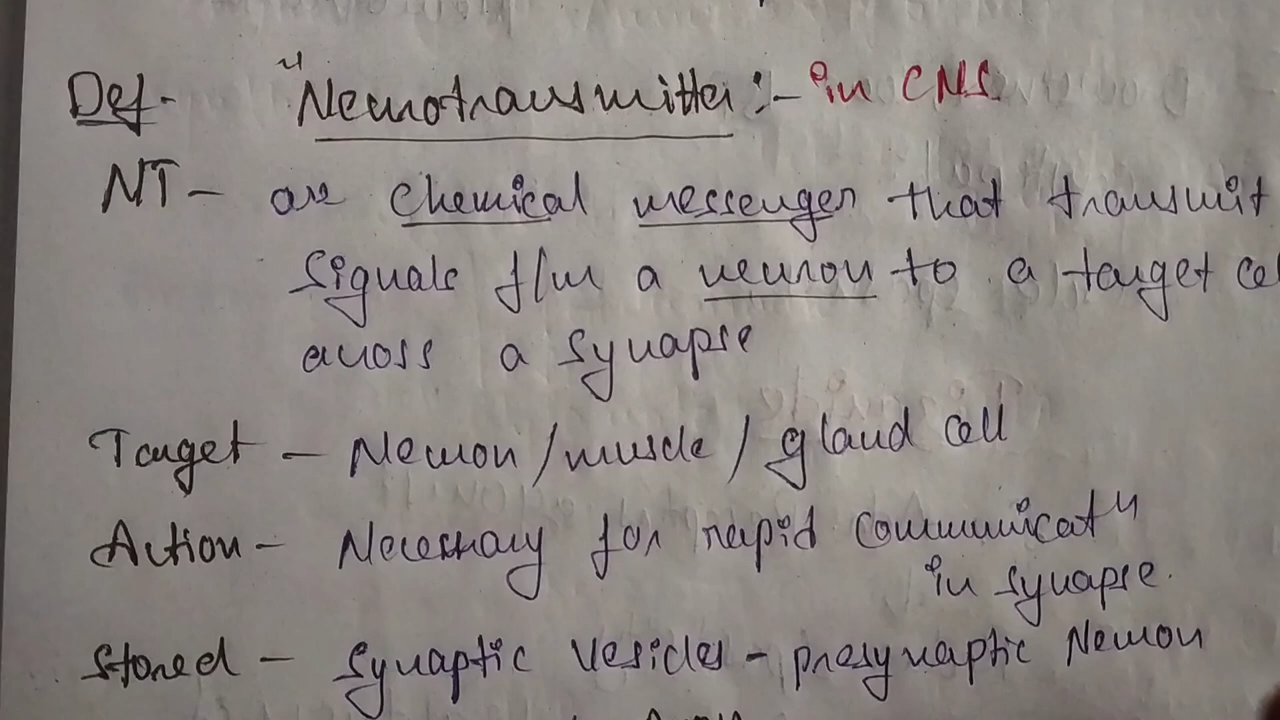 Def- "Neurotransmitter :- in CNS
NT - are chemical messenger that transmit
signals f/m a neuron to a target ce
across a synapse
Target - Neuron/muscle/gland cell
Action - Necessary for rapid communicatn
in synapse.
Stored - Synaptic vesicles - presynaptic Neuron